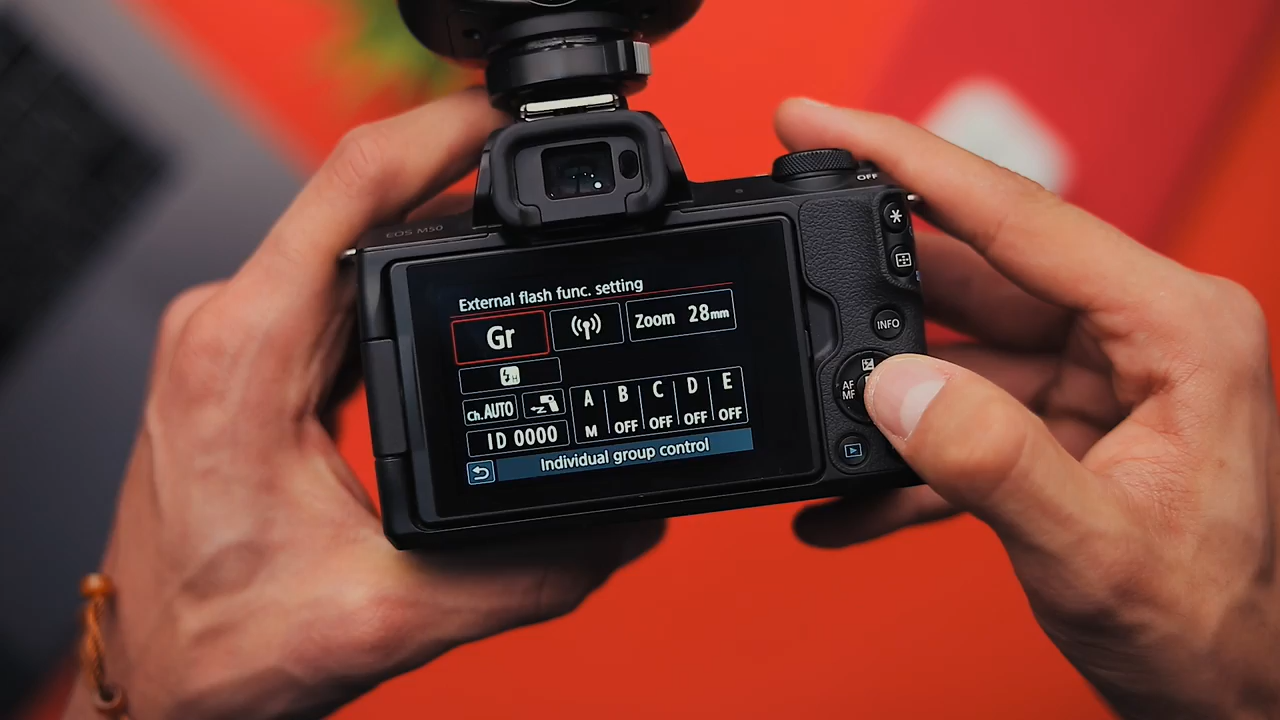 OFF
EOS M50
External flash func. setting
Gr
Zoom 28mm
H
Ch.AUTO
A B C D E
M OFF OFF OFF OFF
ID 0000
Individual group control
INFO
AF
MF